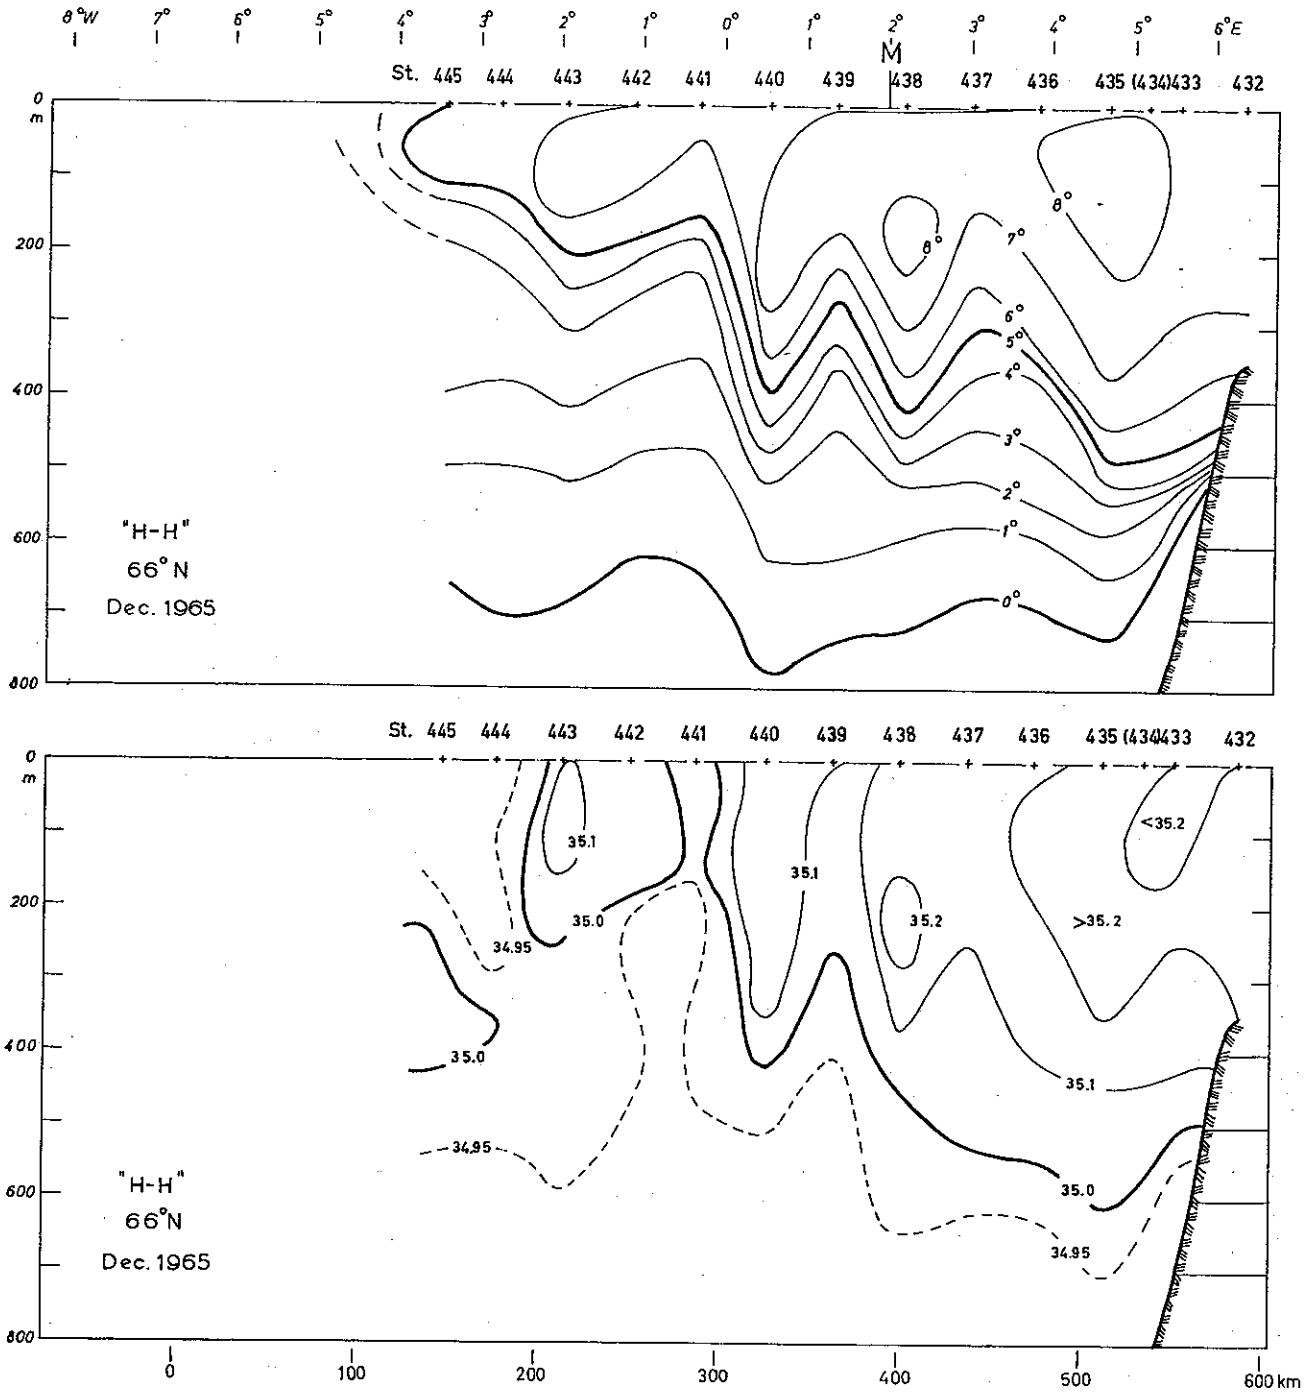 8°W 7° 6° 5° 4° 3° 2° 1° 0° 1° 2° 3° 4° 5° 6°E
M
St. 445 444 443 442 441 440 439 438 437 436 435 (434) 433 432
0
m
200
400
600
800
8°
8°
7°
6°
5°
4°
3°
2°
1°
0°
"H-H"
66°N
Dec. 1965
St. 445 444 443 442 441 440 439 438 437 436 435 (434) 433 432
0
m
200
400
600
800
35.1
<35.2
35.1
35.0
35.2
>35.2
34.95
35.0
35.1
34.95
35.0
34.95
"H-H"
66°N
Dec. 1965
0 100 200 300 400 500 600 km